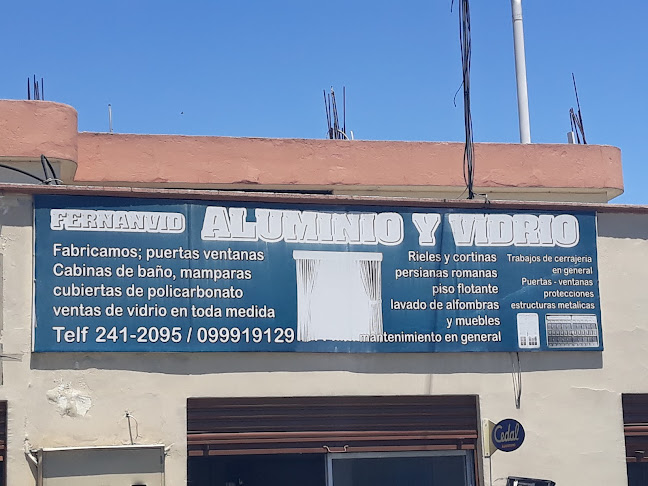 FERNANVID ALUMINIO Y VIDRIO
Fabricamos; puertas ventanas
Cabinas de baño, mamparas
cubiertas de policarbonato
ventas de vidrio en toda medida
Telf 241-2095 / 099919129
Rieles y cortinas
persianas romanas
piso flotante
lavado de alfombras
y muebles
mantenimiento en general
Trabajos de cerrajeria
en general
Puertas - ventanas
protecciones
estructuras metalicas
Cedal